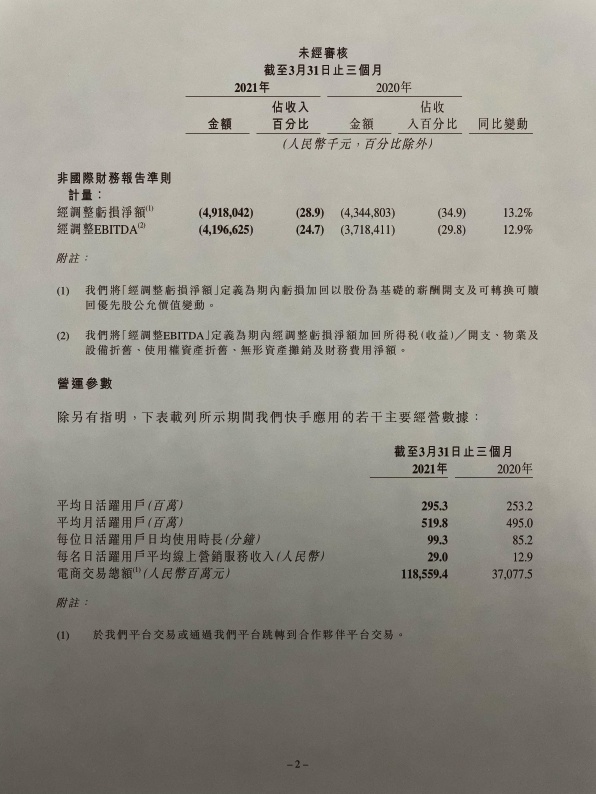 未經審核
截至3月31日止三個月
2021年 2020年
佔收入 佔收
金額 百分比 金額 入百分比 同比變動
(人民幣千元，百分比除外)
非國際財務報告準則
計量：
經調整虧損淨額(1) (4,918,042) (28.9) (4,344,803) (34.9) 13.2%
經調整EBITDA(2) (4,196,625) (24.7) (3,718,411) (29.8) 12.9%
附註：
(1) 我們將「經調整虧損淨額」定義為期內虧損加回以股份為基礎的薪酬開支及可轉換可贖
回優先股公允價值變動。
(2) 我們將「經調整EBITDA」定義為期內經調整虧損淨額加回所得稅(收益)／開支、物業及
設備折舊、使用權資產折舊、無形資產攤銷及財務費用淨額。
營運參數
除另有指明，下表載列所示期間我們快手應用的若干主要經營數據：
截至3月31日止三個月
2021年 2020年
平均日活躍用戶(百萬) 295.3 253.2
平均月活躍用戶(百萬) 519.8 495.0
每位日活躍用戶日均使用時長(分鐘) 99.3 85.2
每名日活躍用戶平均線上營銷服務收入(人民幣) 29.0 12.9
電商交易總額(1)(人民幣百萬元) 118,559.4 37,077.5
附註：
(1) 於我們平台交易或通過我們平台跳轉到合作夥伴平台交易。
– 2 –